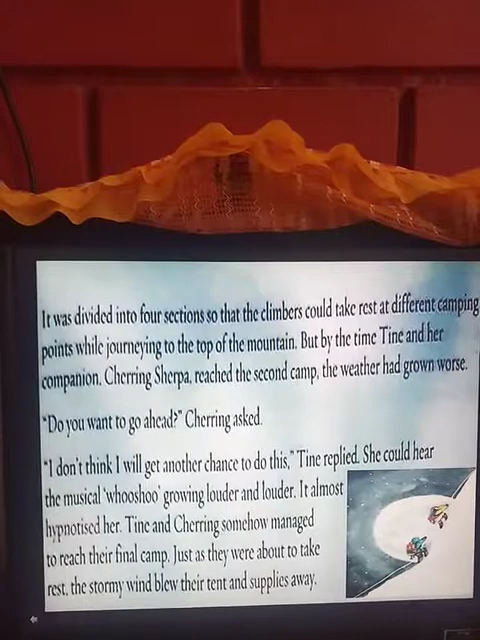 It was divided into four sections so that the climbers could take rest at different camping
points while journeying to the top of the mountain. But by the time Tine and her
companion, Cherring Sherpa, reached the second camp, the weather had grown worse.
"Do you want to go ahead?" Cherring asked.
"I don't think I will get another chance to do this," Tine replied. She could hear
the musical 'whooshoo' growing louder and louder. It almost
hypnotised her. Tine and Cherring somehow managed
to reach their final camp. Just as they were about to take
rest, the stormy wind blew their tent and supplies away.